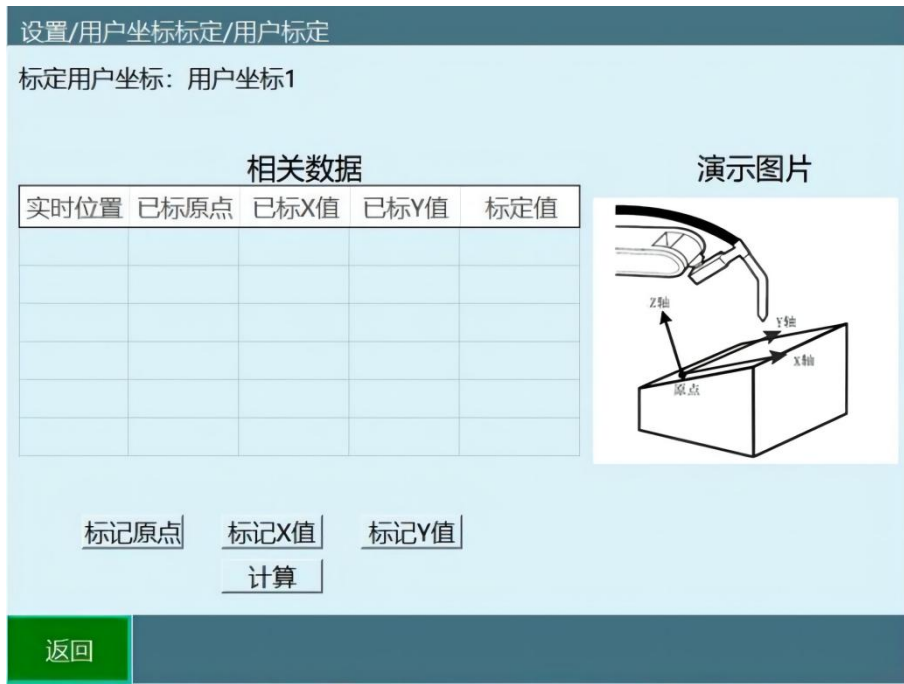 设置/用户坐标标定/用户标定
标定用户坐标：用户坐标1
相关数据
演示图片
实时位置 已标原点 已标X值 已标Y值 标定值
Z轴
Y轴
X轴
原点
标记原点 标记X值 标记Y值
计算
返回